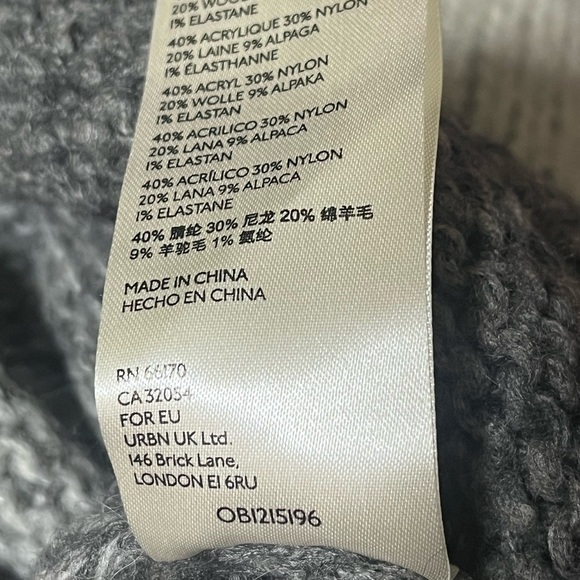 20% WOOL
1% ELASTANE
40% ACRYLIQUE 30% NYLON
20% LAINE 9% ALPAGA
1% ÉLASTHANNE
40% ACRYL 30% NYLON
20% WOLLE 9% ALPAKA
1% ELASTAN
40% ACRILICO 30% NYLON
20% LANA 9% ALPACA
1% ELASTAN
40% ACRÍLICO 30% NYLON
20% LANA 9% ALPACA
1% ELASTANE
40% 腈纶 30% 尼龙 20% 绵羊毛
9% 羊驼毛 1% 氨纶
MADE IN CHINA
HECHO EN CHINA
RN 66170
CA 32054
FOR EU
URBN UK Ltd.
146 Brick Lane,
LONDON E1 6RU
OB1215196